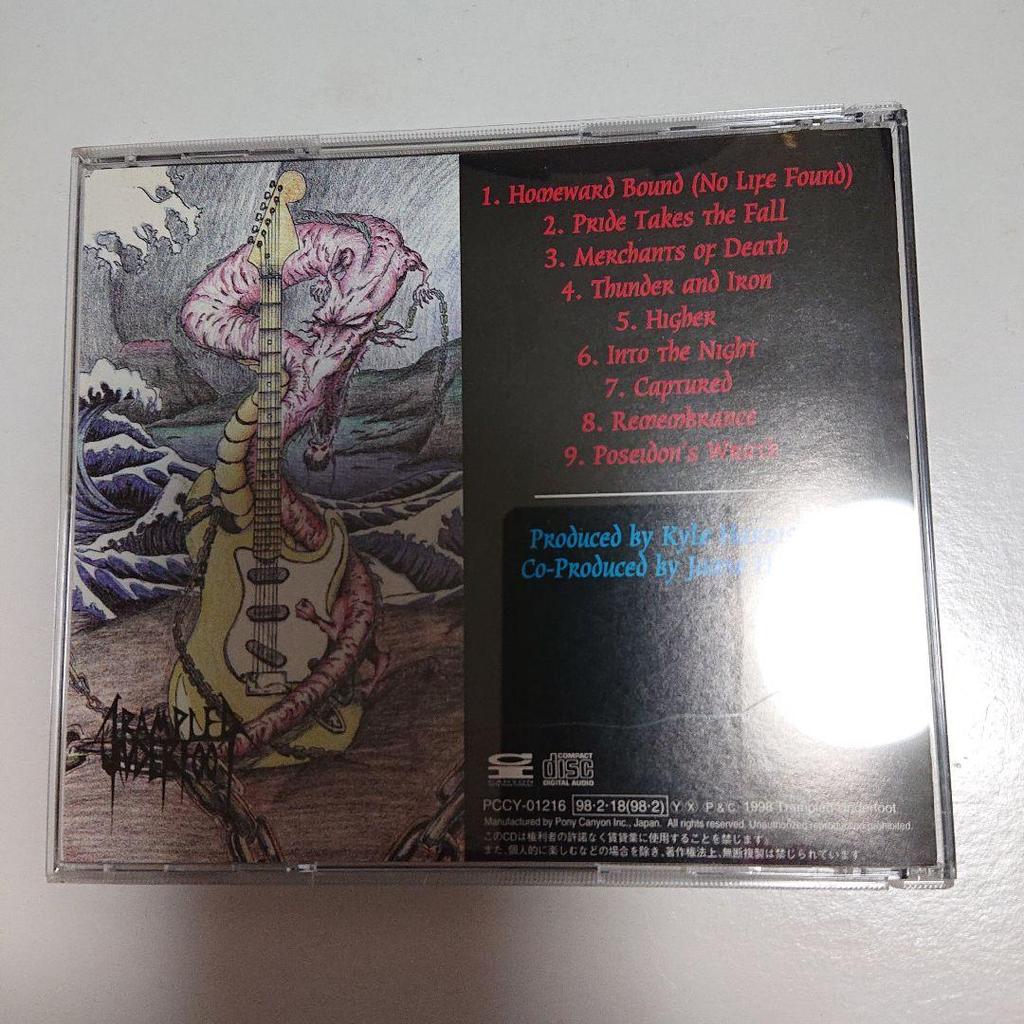 1. Homeward Bound (No Life Found)
2. Pride Takes the Fall
3. Merchants of Death
4. Thunder and Iron
5. Higher
6. Into the Night
7. Captured
8. Remembrance
9. Poseidon's Wrath
Produced by Kyle
Co-Produced by
TRAMPLED
UNDERFOOT
CANYON
COMPACT
disc
DIGITAL AUDIO
PCCY-01216 98・2・18(98・2) Y X P & C 1998 Trampled Underfoot
Manufactured by Pony Canyon Inc., Japan. All rights reserved. Unauthorized reproduction prohibited.
このCDは権利者の許諾なく賃貸業に使用することを禁じます。
また、個人的に楽しむなどの場合を除き、著作権法上、無断複製は禁じられています。